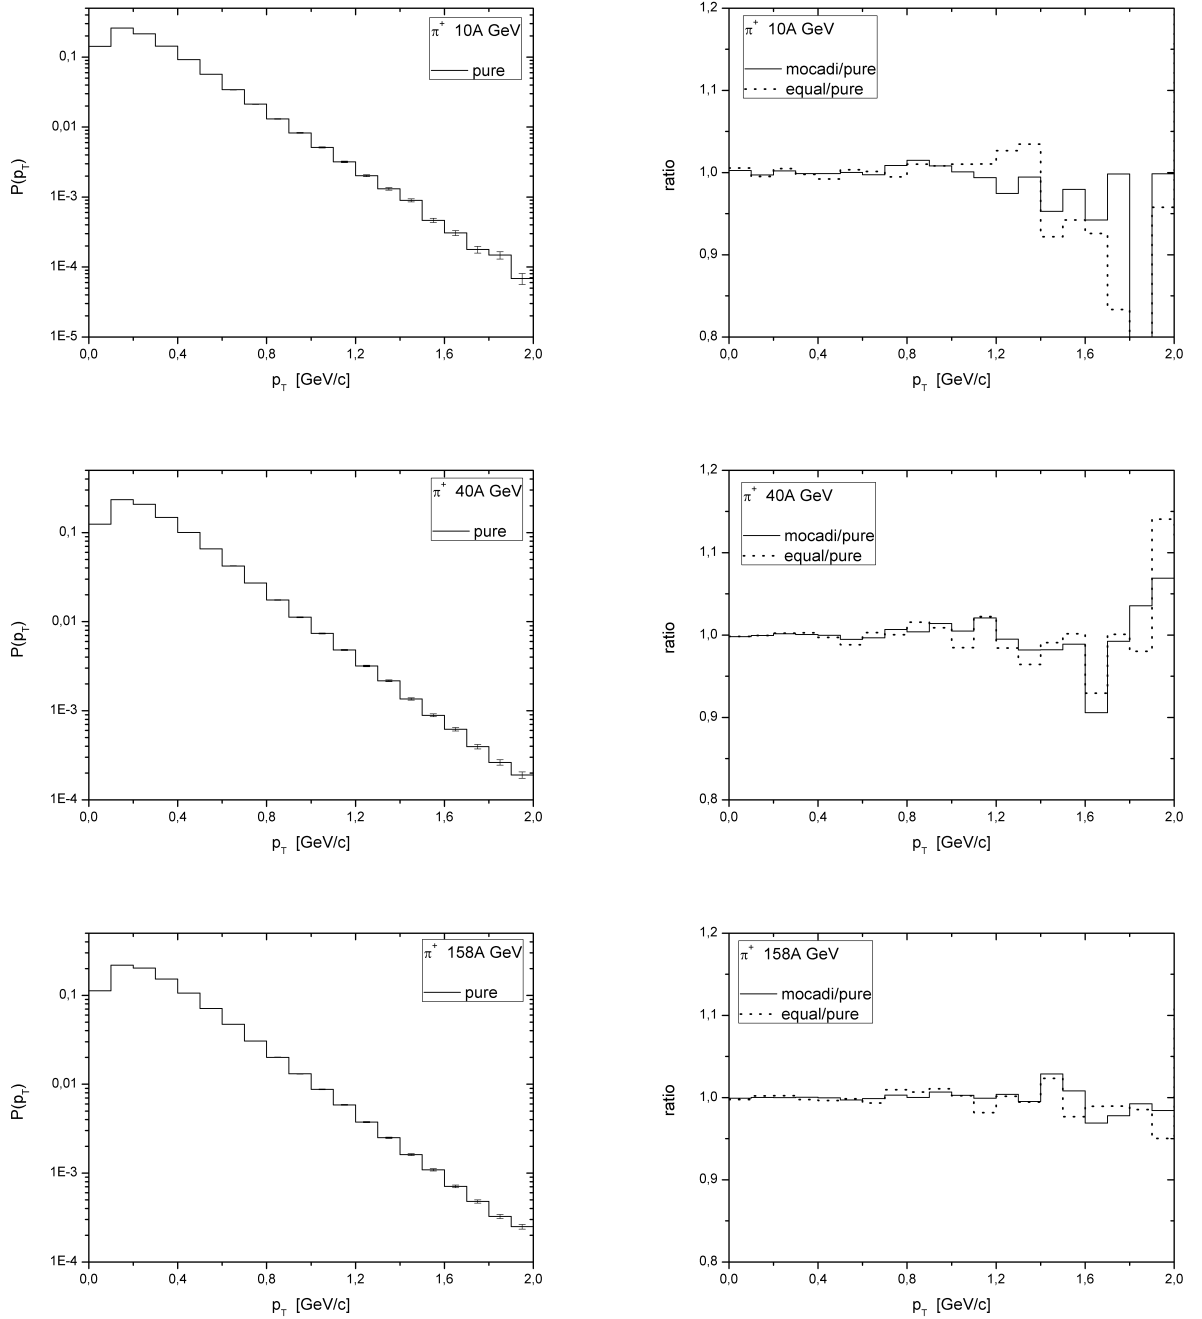 π+ 10A GeV
pure
0,1
0,01
1E-3
1E-4
1E-5
P(pT)
0,0 0,4 0,8 1,2 1,6 2,0
pT [GeV/c]
π+ 10A GeV
mocadi/pure
equal/pure
1,2
1,1
1,0
0,9
0,8
ratio
0,0 0,4 0,8 1,2 1,6 2,0
pT [GeV/c]
π+ 40A GeV
pure
0,1
0,01
1E-3
1E-4
P(pT)
0,0 0,4 0,8 1,2 1,6 2,0
pT [GeV/c]
π+ 40A GeV
mocadi/pure
equal/pure
1,2
1,1
1,0
0,9
0,8
ratio
0,0 0,4 0,8 1,2 1,6 2,0
pT [GeV/c]
π+ 158A GeV
pure
0,1
0,01
1E-3
1E-4
P(pT)
0,0 0,4 0,8 1,2 1,6 2,0
pT [GeV/c]
π+ 158A GeV
mocadi/pure
equal/pure
1,2
1,1
1,0
0,9
0,8
ratio
0,0 0,4 0,8 1,2 1,6 2,0
pT [GeV/c]